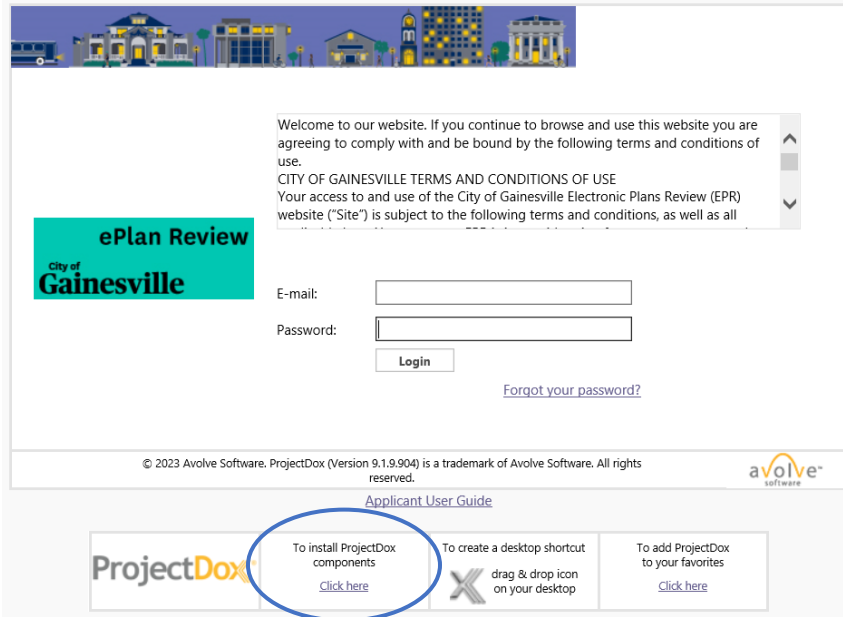 Welcome to our website. If you continue to browse and use this website you are
agreeing to comply with and be bound by the following terms and conditions of
use.
CITY OF GAINESVILLE TERMS AND CONDITIONS OF USE
Your access to and use of the City of Gainesville Electronic Plans Review (EPR)
website (“Site”) is subject to the following terms and conditions, as well as all
ePlan Review
City of
Gainesville
E-mail:
Password:
Login
Forgot your password?
© 2023 Avolve Software. ProjectDox (Version 9.1.9.904) is a trademark of Avolve Software. All rights
reserved.
avolve
software
Applicant User Guide
ProjectDox
To install ProjectDox
components
Click here
To create a desktop shortcut
drag & drop icon
on your desktop
To add ProjectDox
to your favorites
Click here